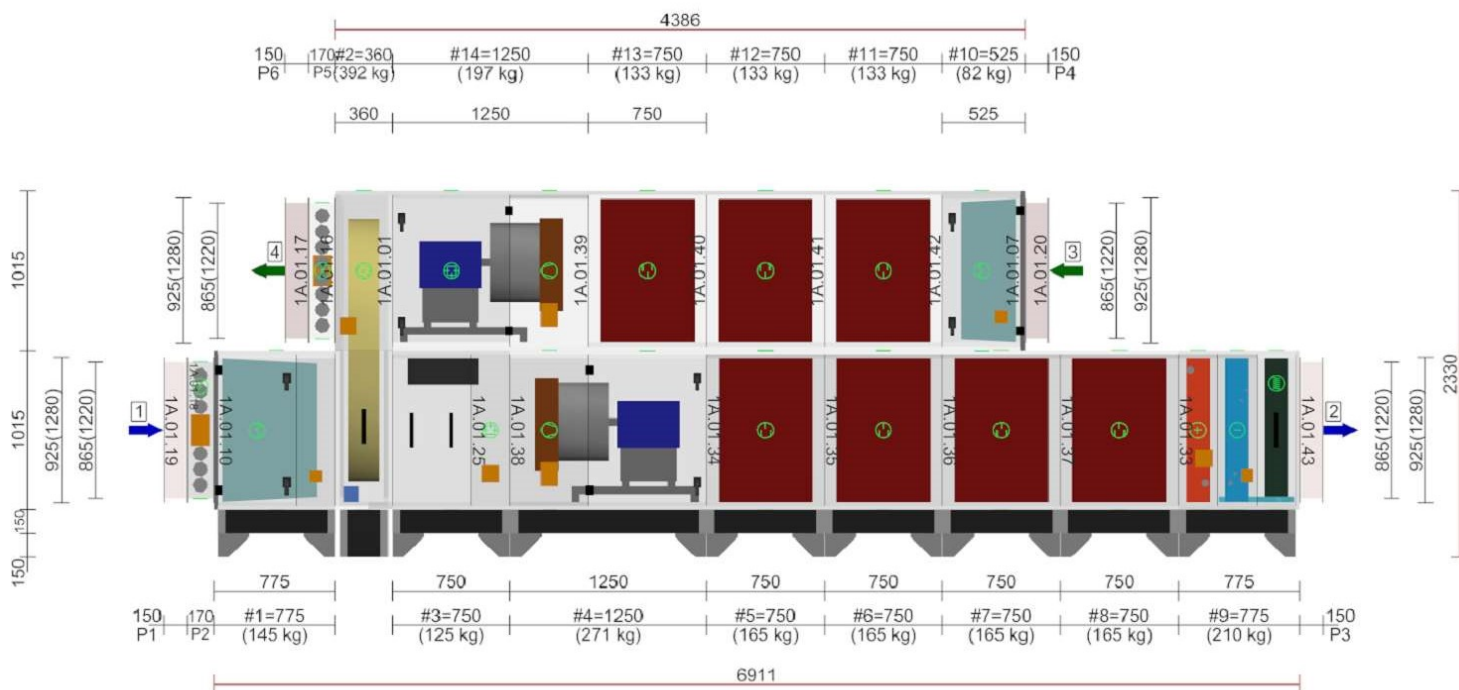 4386
150 170 #2=360 #14=1250 #13=750 #12=750 #11=750 #10=525 150
P6 P5 (392 kg) (197 kg) (133 kg) (133 kg) (133 kg) (82 kg) P4
360 1250 750 525
1015
925(1280)
865(1220)
4
1A.01.17
1A.01.16
1A.01.01
1A.01.39
1A.01.40
1A.01.41
1A.01.42
1A.01.07
1A.01.20
3
865(1220)
925(1280)
2330
1015
925(1280)
865(1220)
1
1A.01.19
1A.01.18
1A.01.10
1A.01.25
1A.01.38
1A.01.34
1A.01.35
1A.01.36
1A.01.37
1A.01.33
1A.01.43
2
865(1220)
925(1280)
150
150
775 750 1250 750 750 750 750 775
150 170 #1=775 #3=750 #4=1250 #5=750 #6=750 #7=750 #8=750 #9=775 150
P1 P2 (145 kg) (125 kg) (271 kg) (165 kg) (165 kg) (165 kg) (165 kg) (210 kg) P3
6911